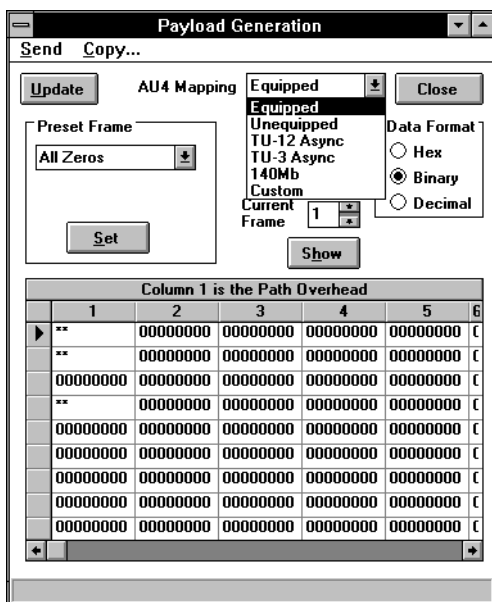 Payload Generation
Send Copy...
Update AU4 Mapping Equipped Close
Equipped
Unequipped
TU-12 Async
TU-3 Async
140Mb
Custom
Preset Frame
All Zeros
Set
Data Format
Hex
Binary
Decimal
Current Frame 1
Show
Column 1 is the Path Overhead
1 2 3 4 5 6
** 00000000 00000000 00000000 00000000
** 00000000 00000000 00000000 00000000
00000000 00000000 00000000 00000000 00000000
** 00000000 00000000 00000000 00000000
00000000 00000000 00000000 00000000 00000000
00000000 00000000 00000000 00000000 00000000
00000000 00000000 00000000 00000000 00000000
00000000 00000000 00000000 00000000 00000000
00000000 00000000 00000000 00000000 00000000